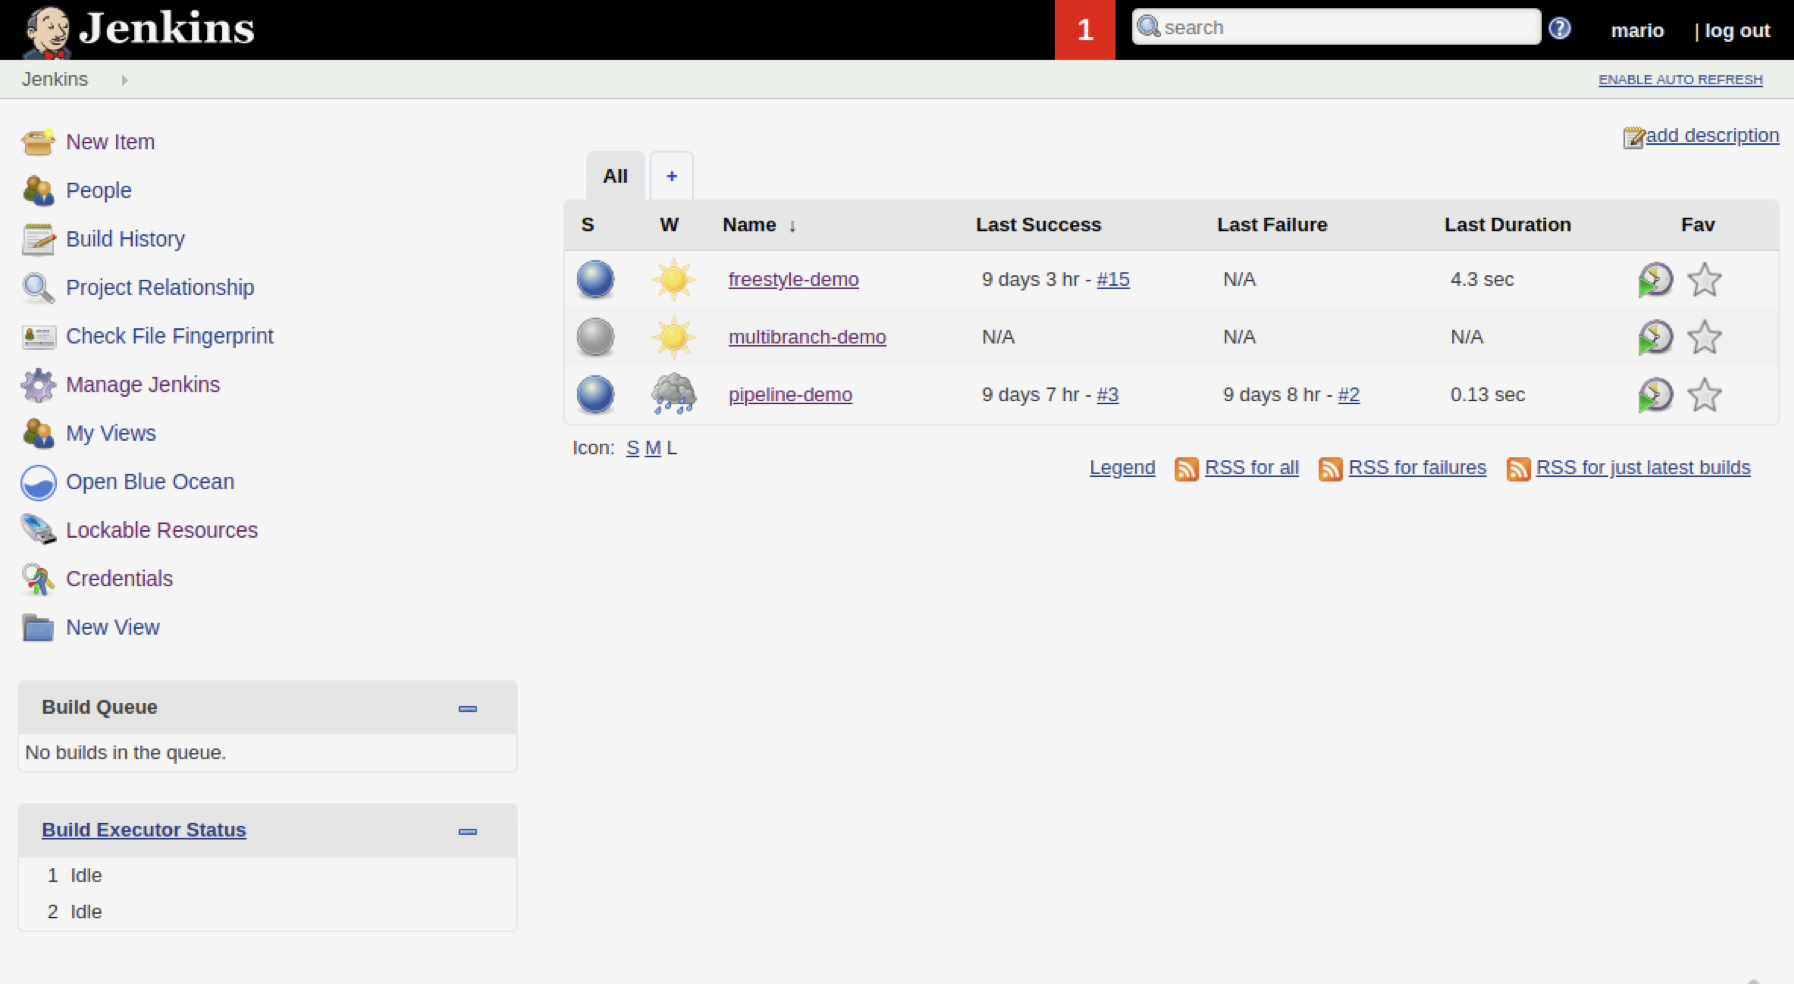 Jenkins
1
search
mario
| log out
Jenkins
ENABLE AUTO REFRESH
New Item
People
Build History
Project Relationship
Check File Fingerprint
Manage Jenkins
My Views
Open Blue Ocean
Lockable Resources
Credentials
New View
Build Queue
No builds in the queue.
Build Executor Status
1 Idle
2 Idle
add description
All +
S W Name ↓ Last Success Last Failure Last Duration Fav
freestyle-demo 9 days 3 hr - #15 N/A 4.3 sec
multibranch-demo N/A N/A N/A
pipeline-demo 9 days 7 hr - #3 9 days 8 hr - #2 0.13 sec
Icon: S M L
Legend RSS for all RSS for failures RSS for just latest builds